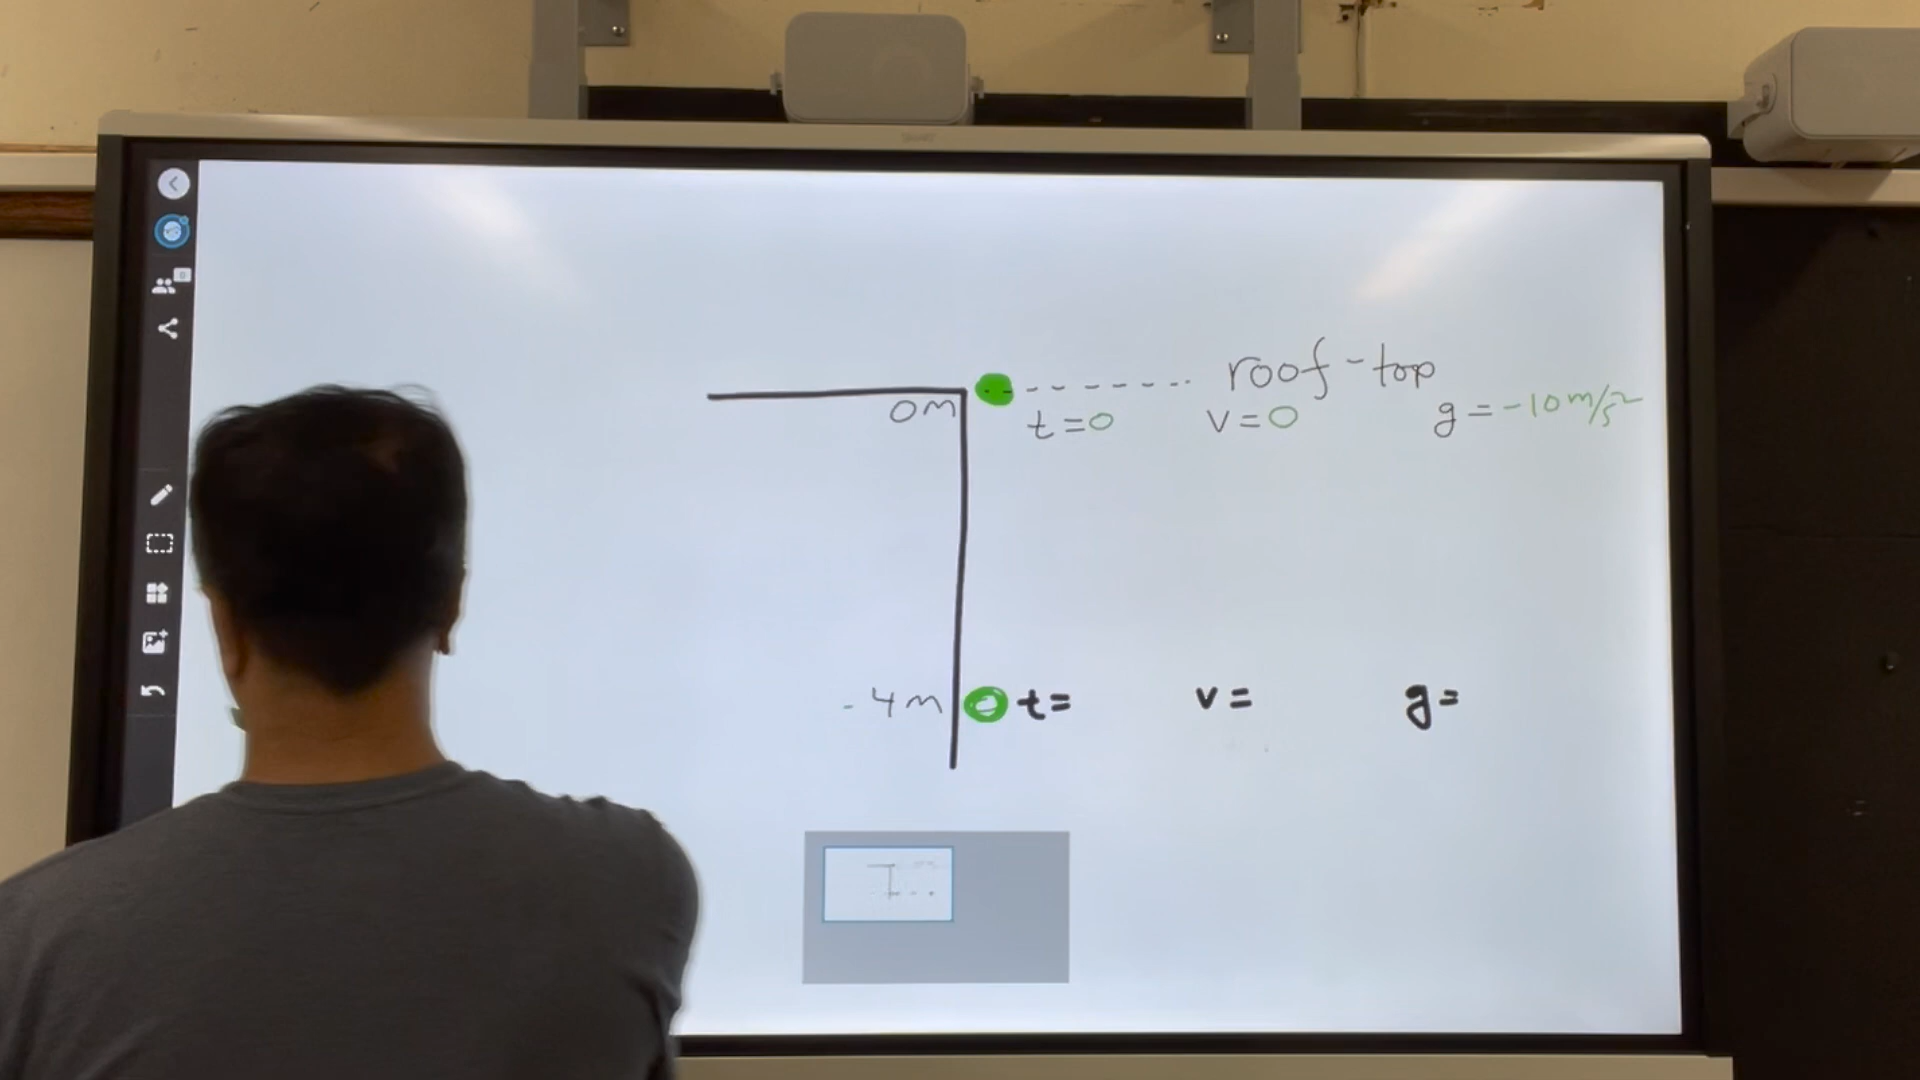 roof-top
0m t=0 v=0 g=-10m/s²
-4m t= v= g=